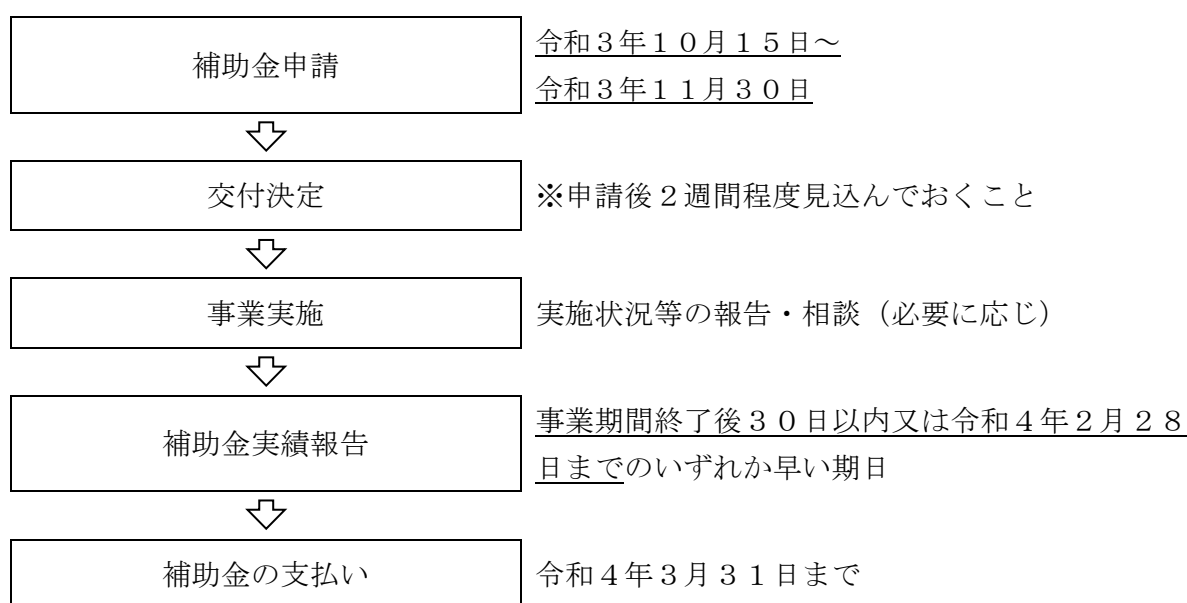 補助金申請
令和３年１０月１５日～
令和３年１１月３０日
交付決定
※申請後２週間程度見込んでおくこと
事業実施
実施状況等の報告・相談（必要に応じ）
補助金実績報告
事業期間終了後３０日以内又は令和４年２月２８
日までのいずれか早い期日
補助金の支払い
令和４年３月３１日まで